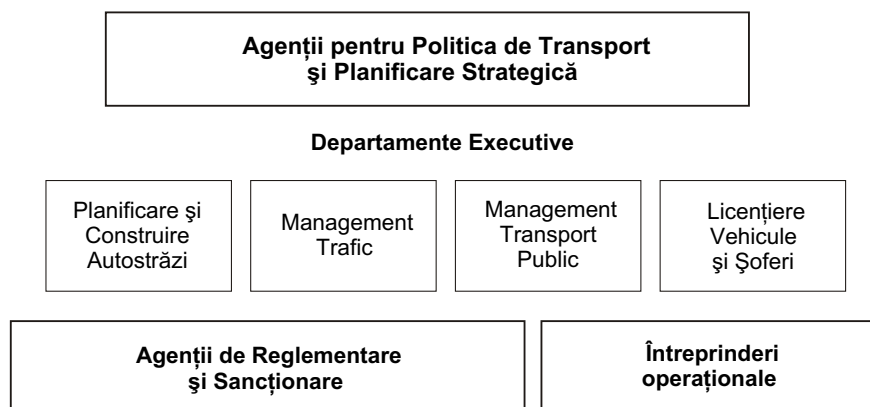 Agenții pentru Politica de Transport
şi Planificare Strategică
Departamente Executive
Planificare şi
Construire
Autostrăzi
Management
Trafic
Management
Transport
Public
Licențiere
Vehicule
şi Şoferi
Agenții de Reglementare
şi Sancționare
Întreprinderi
operaționale